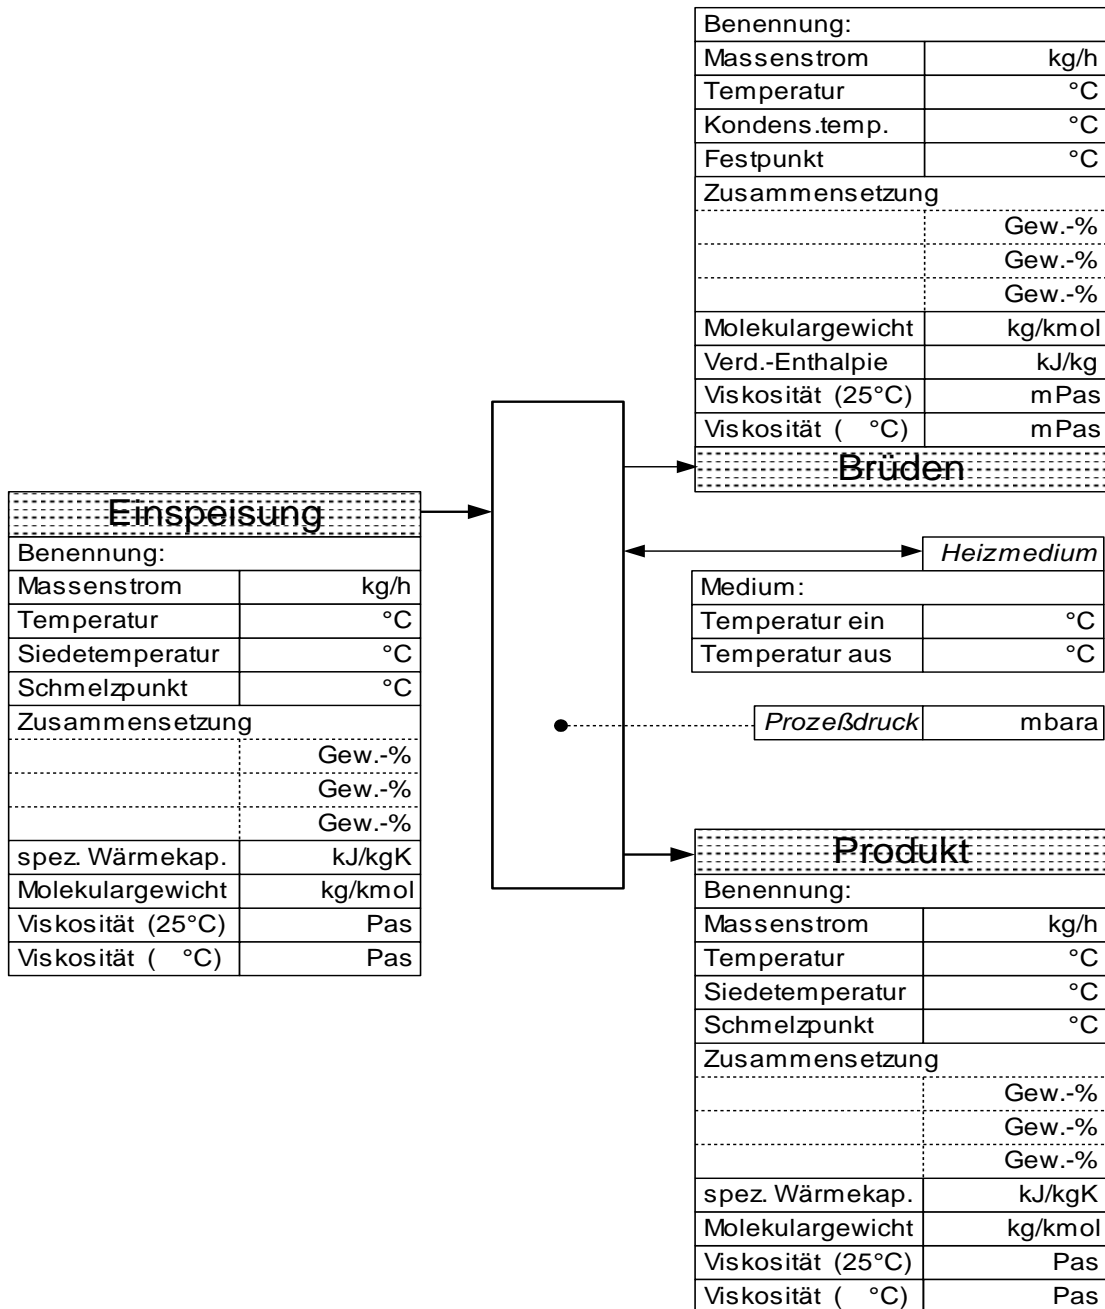 Benennung:
Massenstrom kg/h
Temperatur °C
Kondens.temp. °C
Festpunkt °C
Zusammensetzung
Gew.-%
Gew.-%
Gew.-%
Molekulargewicht kg/kmol
Verd.-Enthalpie kJ/kg
Viskosität (25°C) mPas
Viskosität ( °C) mPas
Brüden
Einspeisung
Benennung:
Massenstrom kg/h
Temperatur °C
Siedetemperatur °C
Schmelzpunkt °C
Zusammensetzung
Gew.-%
Gew.-%
Gew.-%
spez. Wärmekap. kJ/kgK
Molekulargewicht kg/kmol
Viskosität (25°C) Pas
Viskosität ( °C) Pas
Heizmedium
Medium:
Temperatur ein °C
Temperatur aus °C
Prozeßdruck mbara
Produkt
Benennung:
Massenstrom kg/h
Temperatur °C
Siedetemperatur °C
Schmelzpunkt °C
Zusammensetzung
Gew.-%
Gew.-%
Gew.-%
spez. Wärmekap. kJ/kgK
Molekulargewicht kg/kmol
Viskosität (25°C) Pas
Viskosität ( °C) Pas